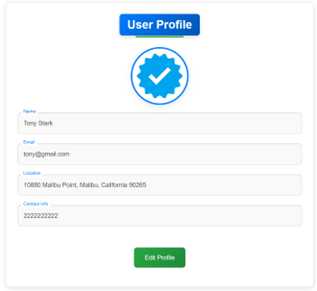 User Profile
Name
Tony Stark
Email
tony@gmail.com
Location
10880 Malibu Point, Malibu, California 90265
Contact Info
2222222222
Edit Profile